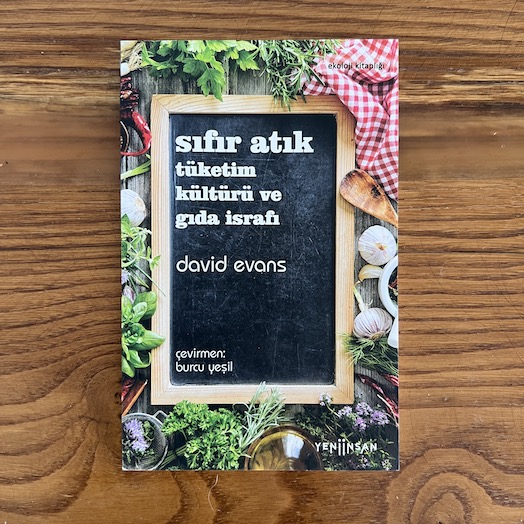 ekoloji kitaplığı
sıfır atık
tüketim
kültürü ve
gıda israfı
david evans
çevirmen:
burcu yeşil
YENİİNSAN